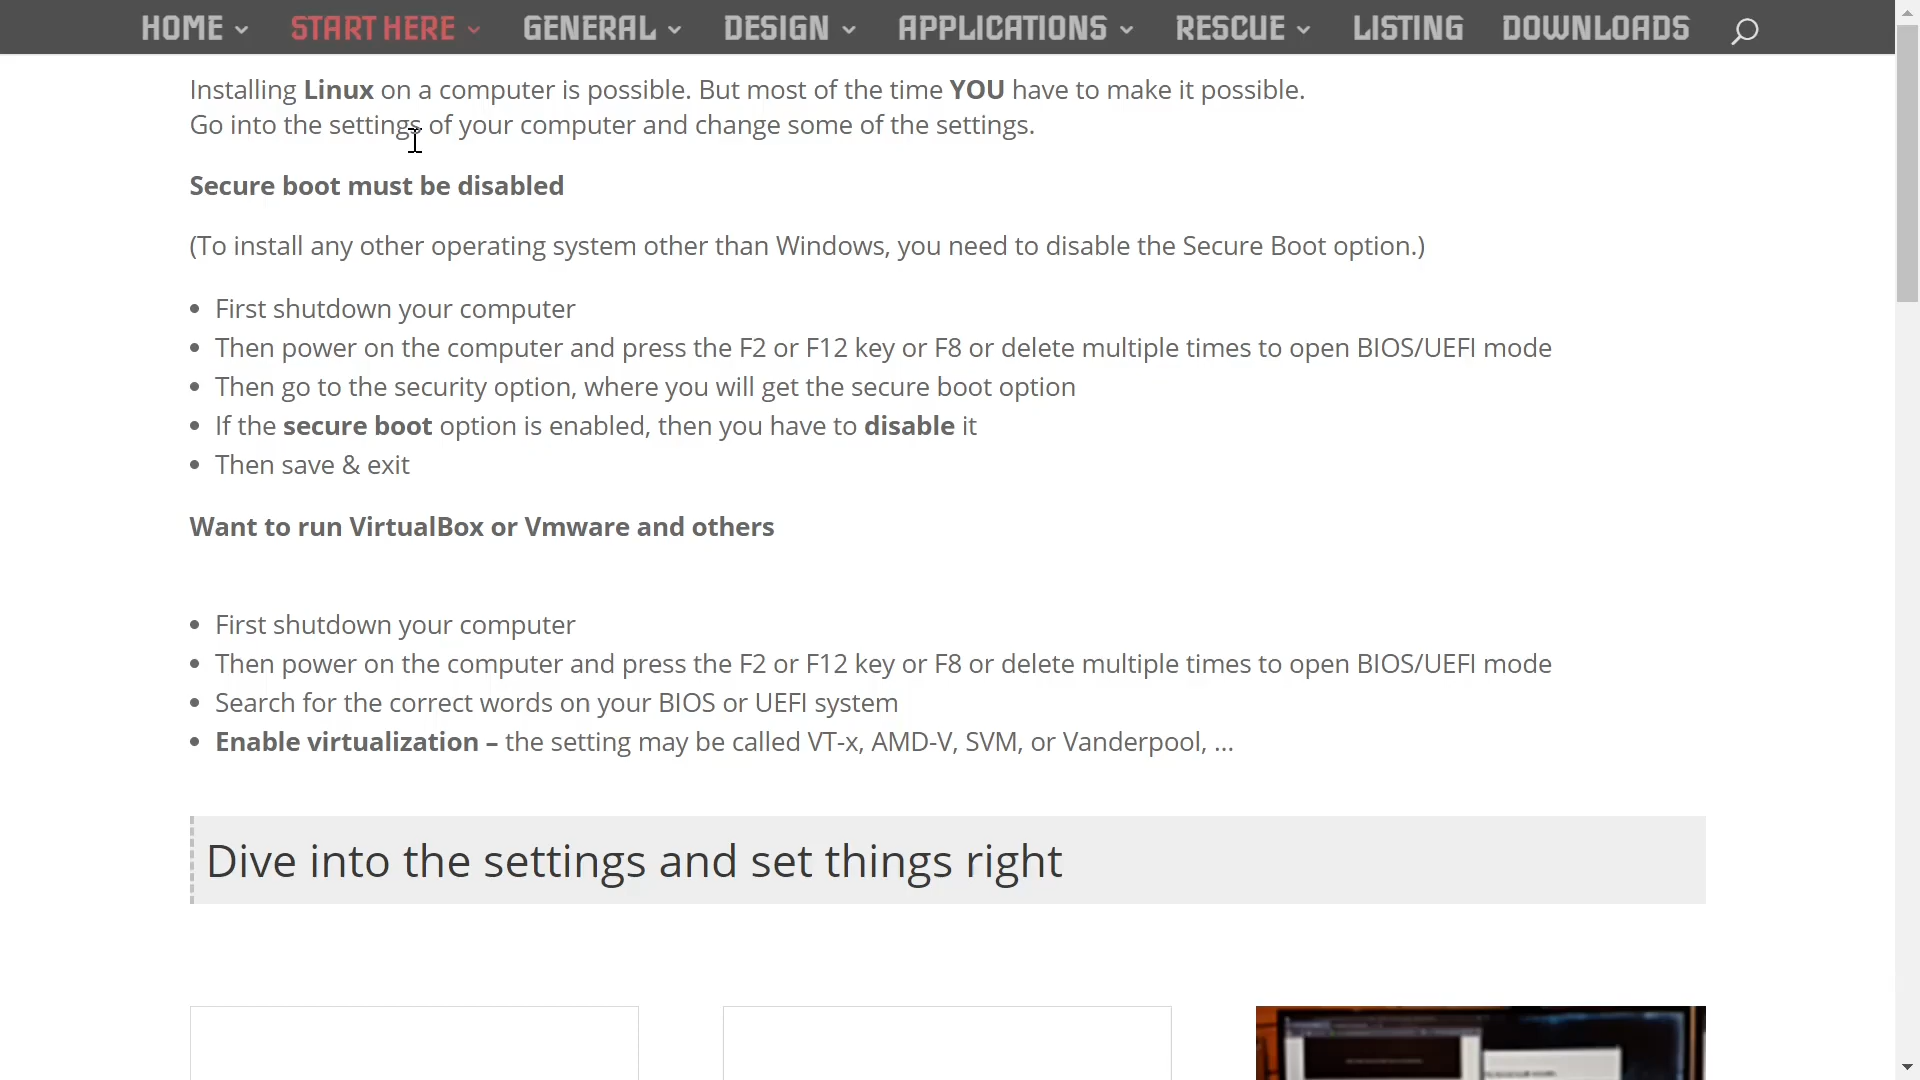 HOME START HERE GENERAL DESIGN APPLICATIONS RESCUE LISTING DOWNLOADS
Installing Linux on a computer is possible. But most of the time YOU have to make it possible.
Go into the settings of your computer and change some of the settings.
Secure boot must be disabled
(To install any other operating system other than Windows, you need to disable the Secure Boot option.)
• First shutdown your computer
• Then power on the computer and press the F2 or F12 key or F8 or delete multiple times to open BIOS/UEFI mode
• Then go to the security option, where you will get the secure boot option
• If the secure boot option is enabled, then you have to disable it
• Then save & exit
Want to run VirtualBox or Vmware and others
• First shutdown your computer
• Then power on the computer and press the F2 or F12 key or F8 or delete multiple times to open BIOS/UEFI mode
• Search for the correct words on your BIOS or UEFI system
• Enable virtualization – the setting may be called VT-x, AMD-V, SVM, or Vanderpool, ...
Dive into the settings and set things right